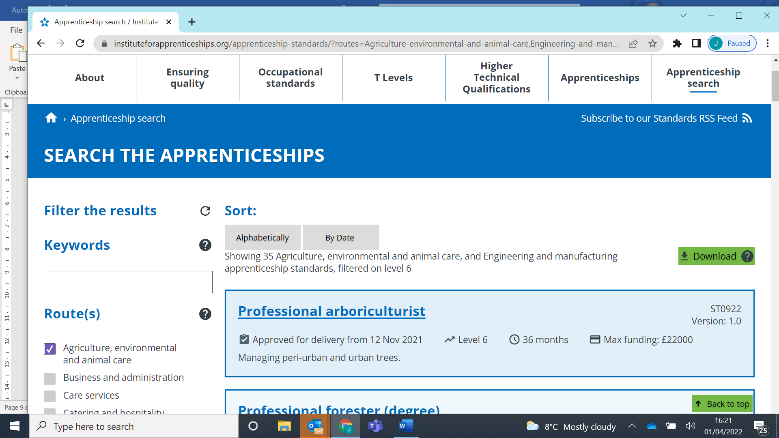 Auto
Apprenticeship search / Institute
File
instituteforapprenticeships.org/apprenticeship-standards/?routes=Agriculture-environmental-and-animal-care,Engineering-and-man...
J Paused
Paste
Clipboa
About
Ensuring quality
Occupational standards
T Levels
Higher Technical Qualifications
Apprenticeships
Apprenticeship search
› Apprenticeship search
Subscribe to our Standards RSS Feed
SEARCH THE APPRENTICESHIPS
Filter the results
Sort:
Alphabetically
By Date
Keywords
?
Showing 35 Agriculture, environmental and animal care, and Engineering and manufacturing
apprenticeship standards, filtered on level 6
Download ?
Route(s)
?
Professional arboriculturist
ST0922
Version: 1.0
Approved for delivery from 12 Nov 2021
Level 6
36 months
Max funding: £22000
Managing peri-urban and urban trees.
Agriculture, environmental
and animal care
Business and administration
Care services
Catering and hospitality
Professional forester (degree)
Back to top
Page 9 o
Type here to search
8°C Mostly cloudy
16:21
01/04/2022
25